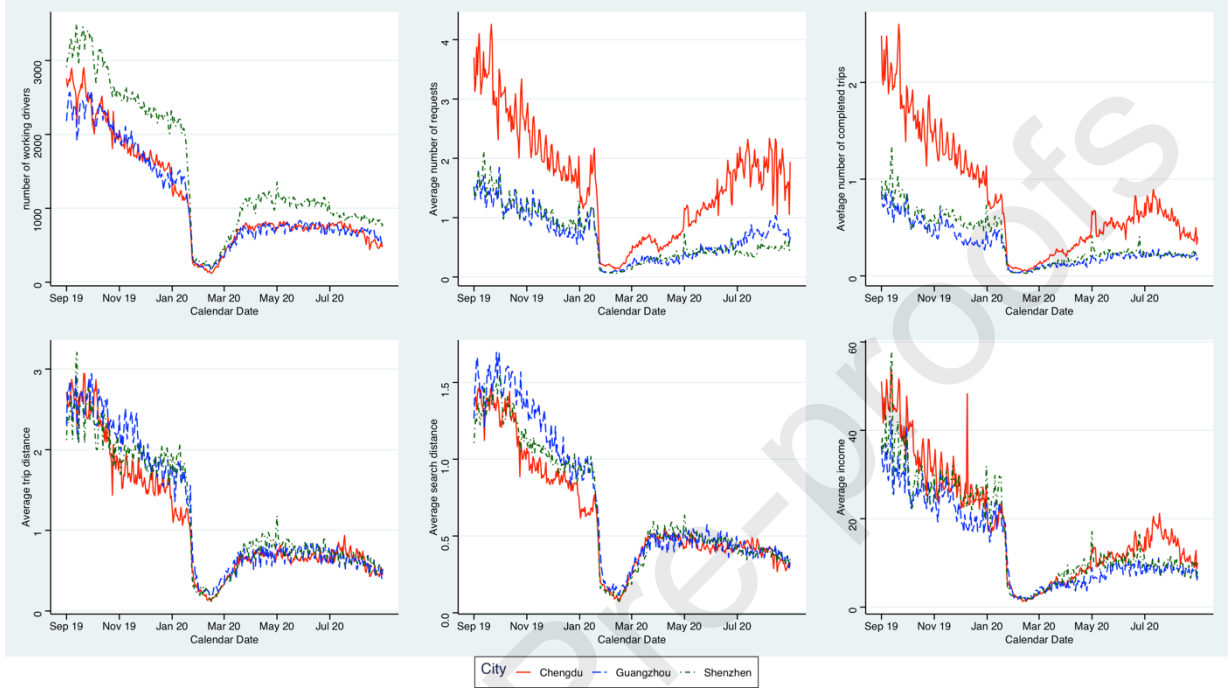 number of working drivers
3000
2000
1000
0
Sep 19 Nov 19 Jan 20 Mar 20 May 20 Jul 20
Calendar Date
Average number of requests
4
3
2
1
0
Sep 19 Nov 19 Jan 20 Mar 20 May 20 Jul 20
Calendar Date
Avefage number of completed trips
2
1
0
Sep 19 Nov 19 Jan 20 Mar 20 May 20 Jul 20
Calendar Date
Average trip distance
3
2
1
0
Sep 19 Nov 19 Jan 20 Mar 20 May 20 Jul 20
Calendar Date
Average search distance
1.5
1.0
0.5
0.0
Sep 19 Nov 19 Jan 20 Mar 20 May 20 Jul 20
Calendar Date
Average income
60
40
20
0
Sep 19 Nov 19 Jan 20 Mar 20 May 20 Jul 20
Calendar Date
City Chengdu Guangzhou Shenzhen
Pre-proofs